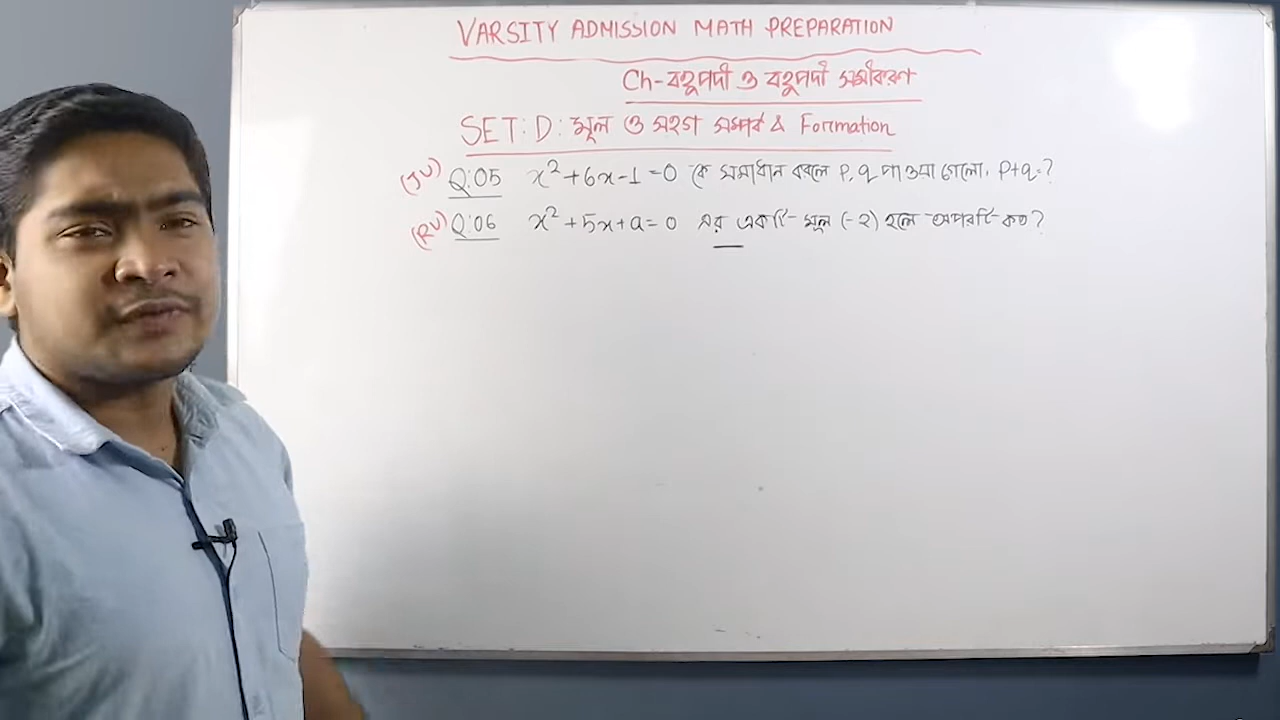 VARSITY ADMISSION MATH PREPARATION
Ch-বহুপদী ও বহুপদী সমীকরণ
SET: D: মূল ও সহগ সম্পর্ক & Formation
(JU) Q:05 x²+6x-1=0 কে সমাধান করলে P,q পাওয়া গেলো, P+q=?
(RU) Q:06 x²+5x+a=0 এর একটি মূল (-২) হলে অপরটি কত?